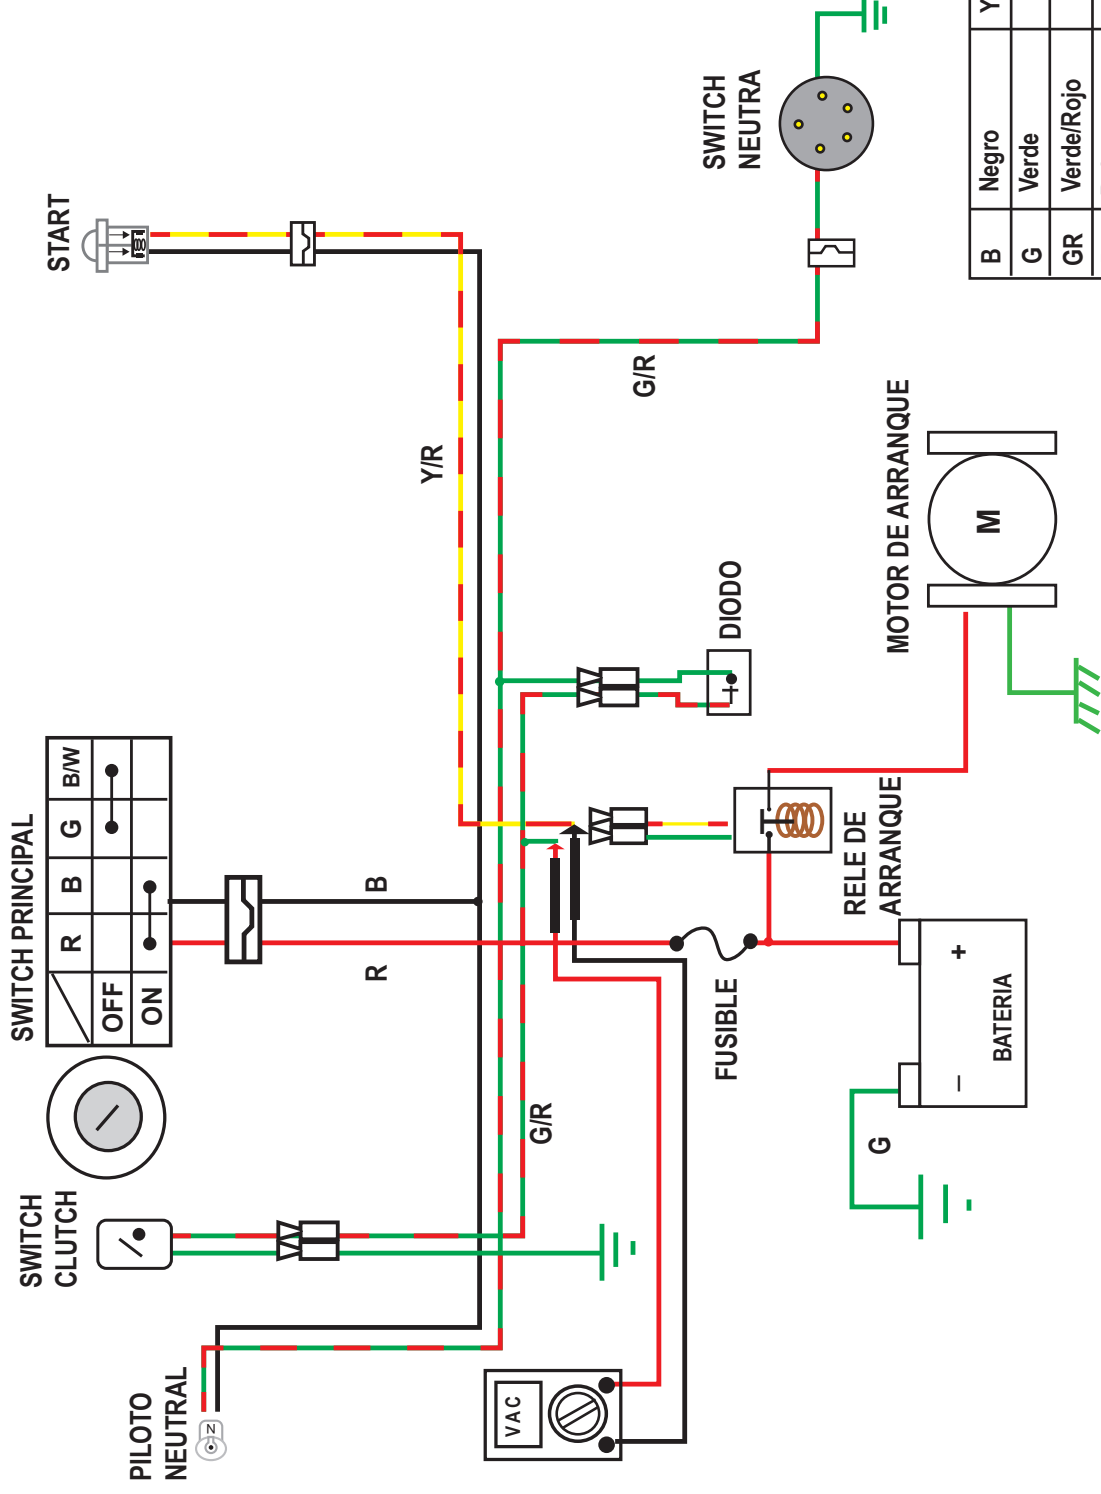 PILOTO
NEUTRAL
SWITCH
CLUTCH
SWITCH PRINCIPAL
R B G B/W
OFF
ON
START
N
R
B
Y/R
G/R
G/R
VAC
FUSIBLE
DIODO
SWITCH
NEUTRA
RELE DE
ARRANQUE
MOTOR DE ARRANQUE
M
G
− +
BATERIA
B Negro Y
G Verde
GR Verde/Rojo